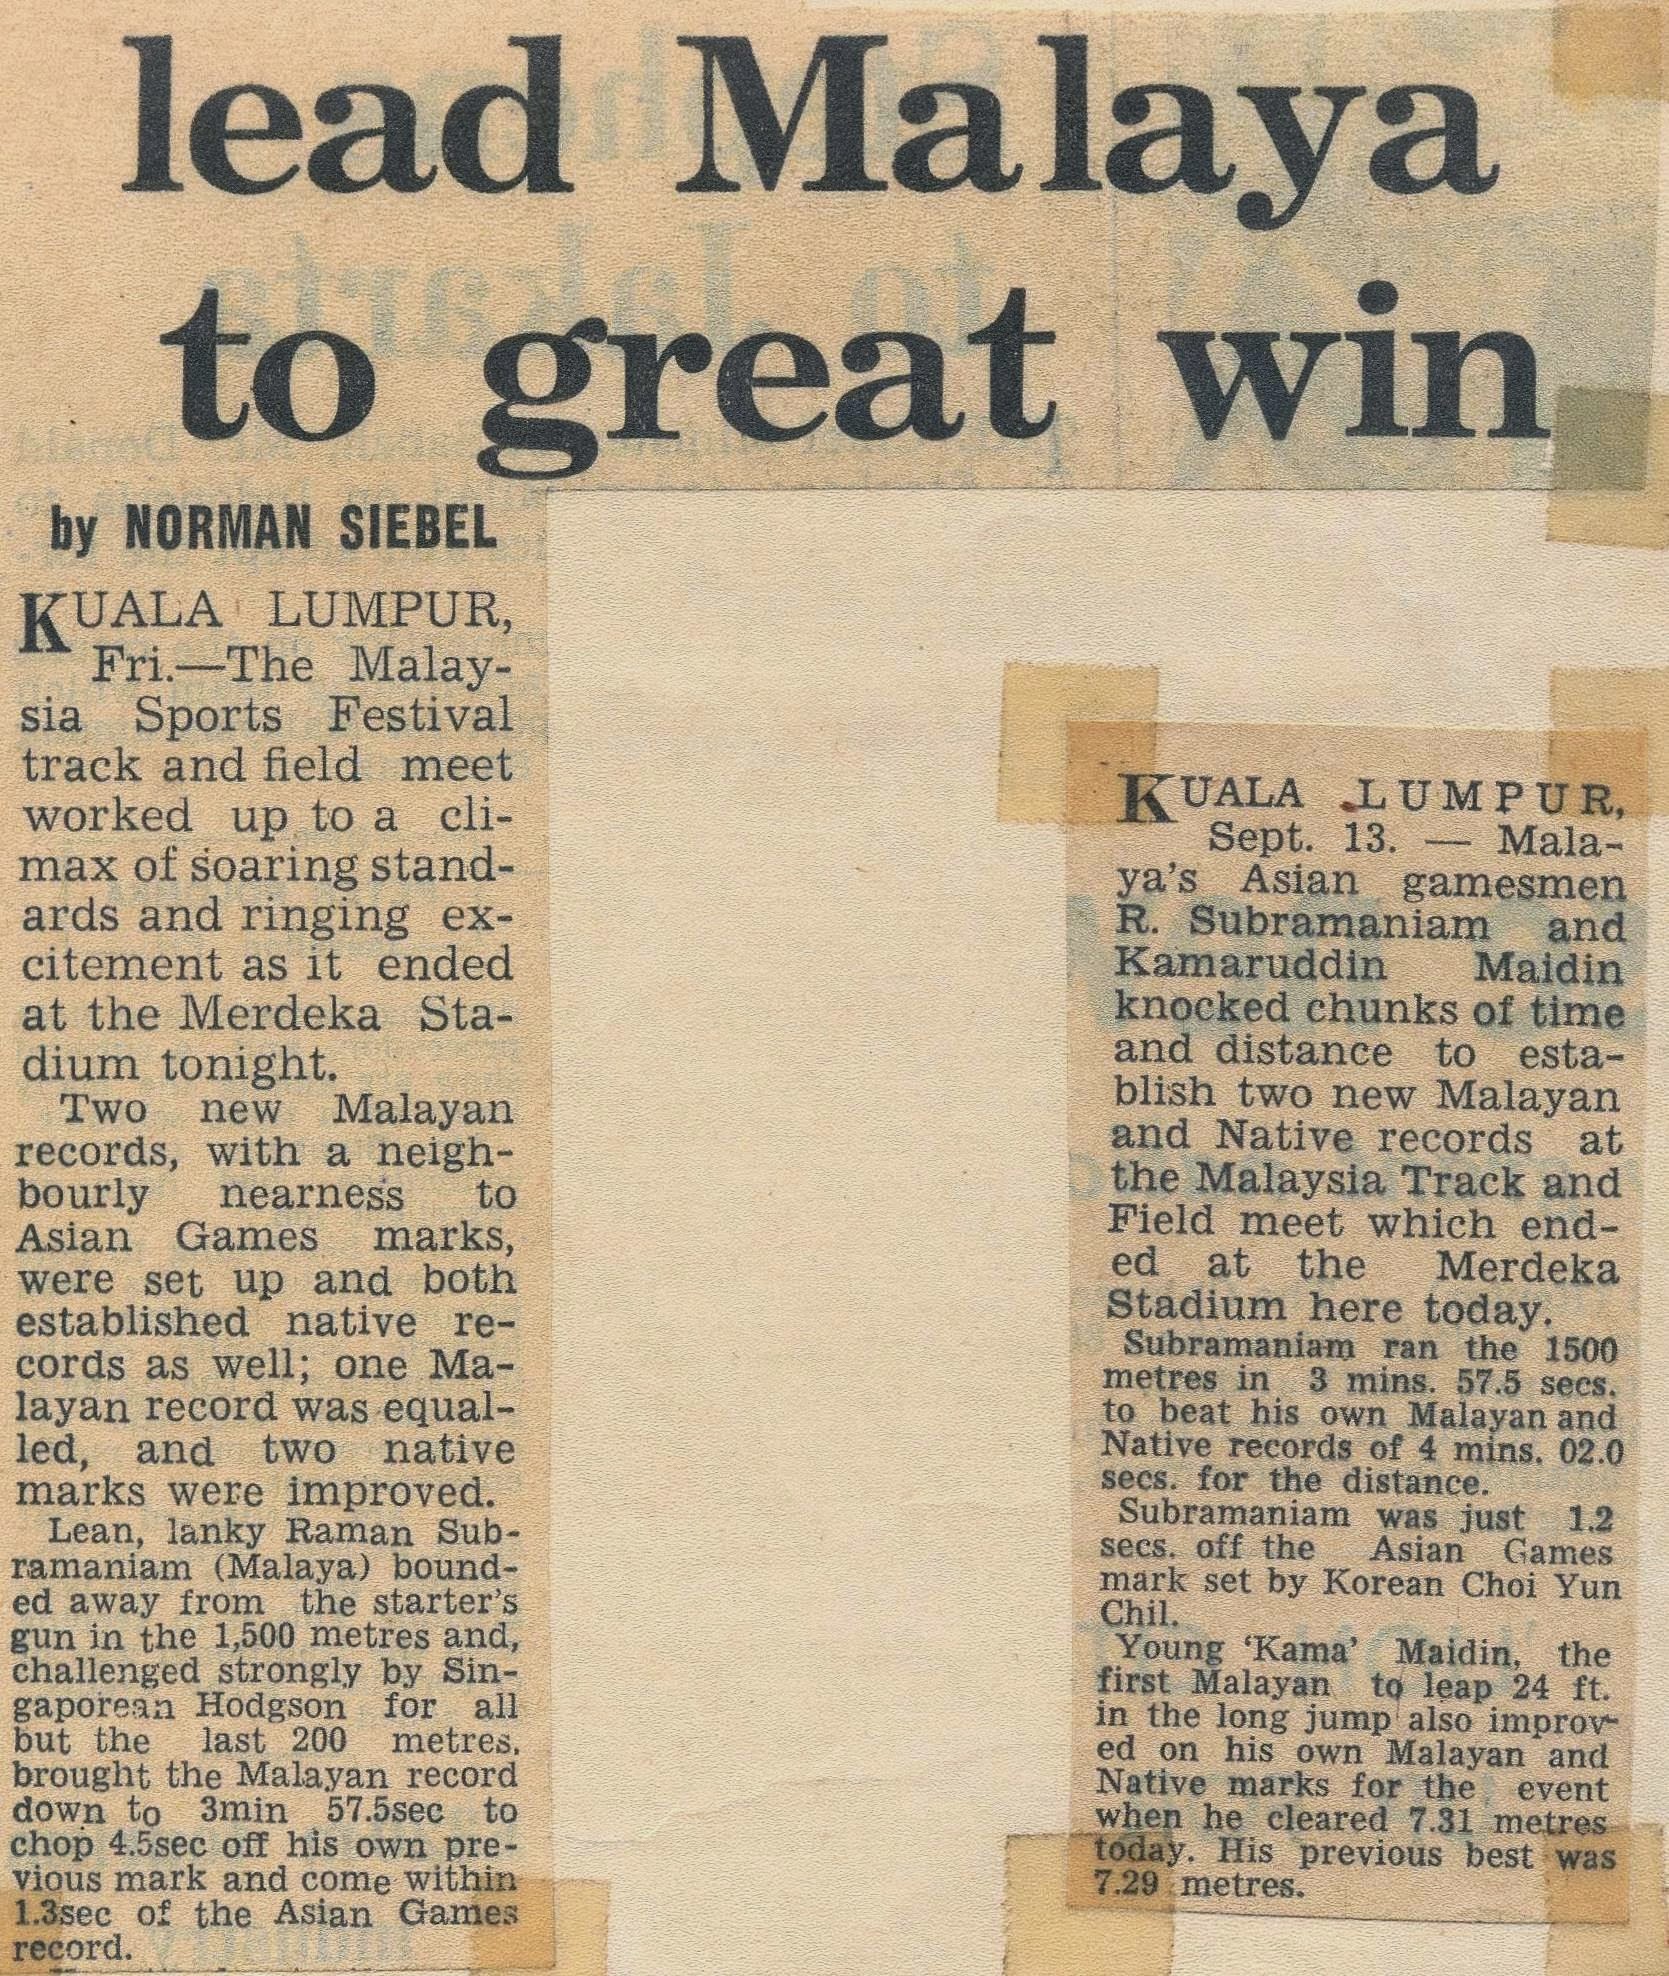 lead Malaya
to great win
by NORMAN SIEBEL
KUALA LUMPUR,
Fri.—The Malay-
sia Sports Festival
track and field meet
worked up to a cli-
max of soaring stand-
ards and ringing ex-
citement as it ended
at the Merdeka Sta-
dium tonight.
Two new Malayan
records, with a neigh-
bourly nearness to
Asian Games marks,
were set up and both
established native re-
cords as well; one Ma-
layan record was equal-
led, and two native
marks were improved.
Lean, lanky Raman Sub-
ramaniam (Malaya) bound-
ed away from the starter's
gun in the 1,500 metres and,
challenged strongly by Sin-
gaporean Hodgson for all
but the last 200 metres,
brought the Malayan record
down to 3min 57.5sec to
chop 4.5sec off his own pre-
vious mark and come within
1.3sec of the Asian Games
record.
KUALA LUMPUR,
Sept. 13. — Mala-
ya's Asian gamesmen
R. Subramaniam and
Kamaruddin Maidin
knocked chunks of time
and distance to esta-
blish two new Malayan
and Native records at
the Malaysia Track and
Field meet which end-
ed at the Merdeka
Stadium here today.
Subramaniam ran the 1500
metres in 3 mins. 57.5 secs.
to beat his own Malayan and
Native records of 4 mins. 02.0
secs. for the distance.
Subramaniam was just 1.2
secs. off the Asian Games
mark set by Korean Choi Yun
Chil.
Young 'Kama' Maidin, the
first Malayan to leap 24 ft.
in the long jump also improv-
ed on his own Malayan and
Native marks for the event
when he cleared 7.31 metres
today. His previous best was
7.29 metres.